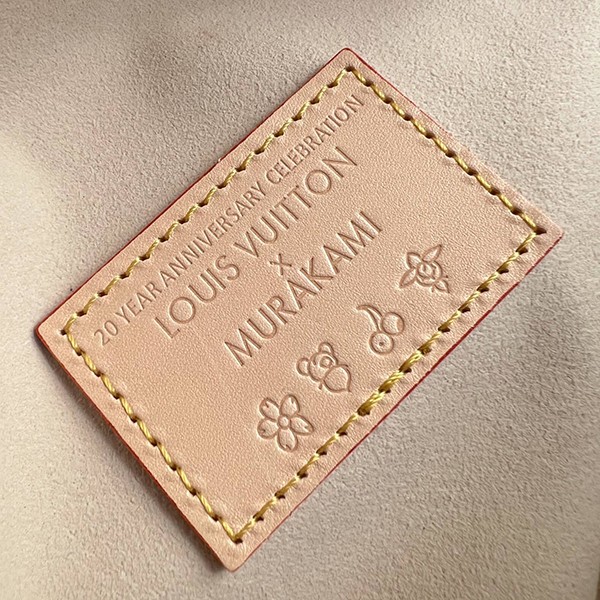 20 YEAR ANNIVERSARY CELEBRATION
LOUIS VUITTON
X
MURAKAMI